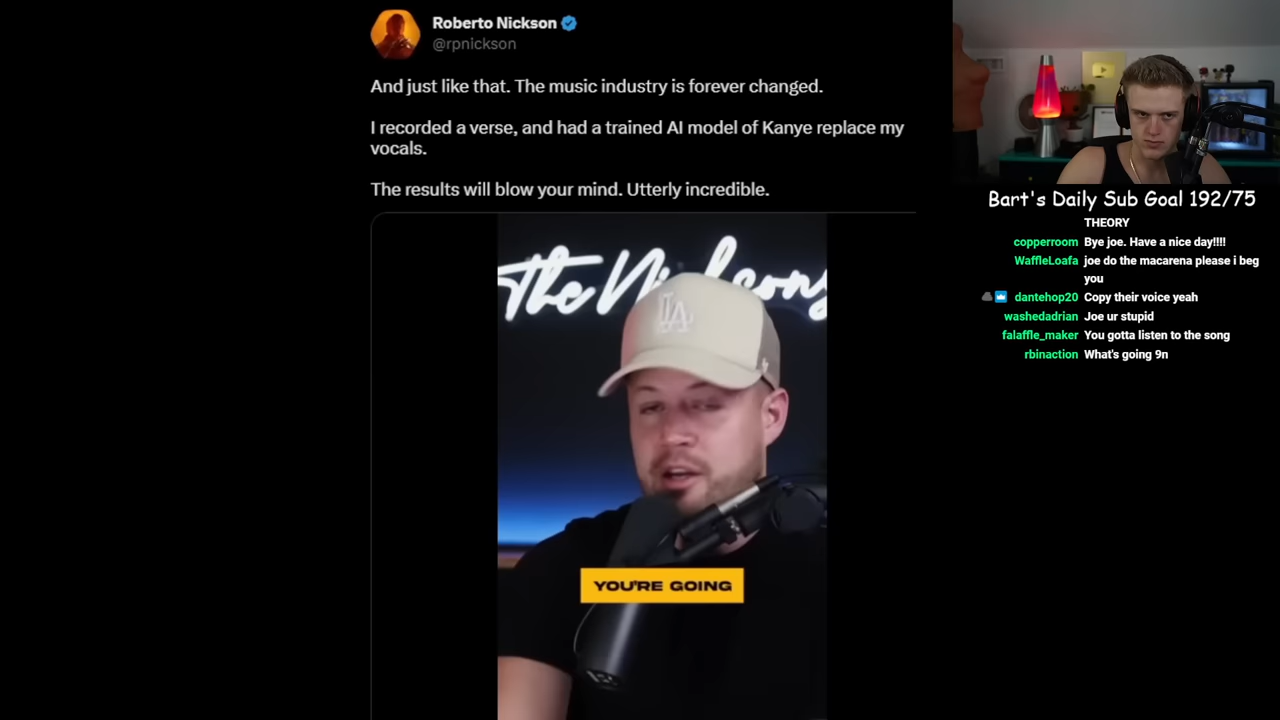 Roberto Nickson
@rpnickson
And just like that. The music industry is forever changed.
I recorded a verse, and had a trained AI model of Kanye replace my
vocals.
The results will blow your mind. Utterly incredible.
The Nicksons
LA
YOU'RE GOING
Bart's Daily Sub Goal 192/75
THEORY
copperroom Bye joe. Have a nice day!!!!
WaffleLoafa joe do the macarena please i beg
you
dantehop20 Copy their voice yeah
washedadrian Joe ur stupid
falaffle_maker You gotta listen to the song
rbinaction What's going 9n